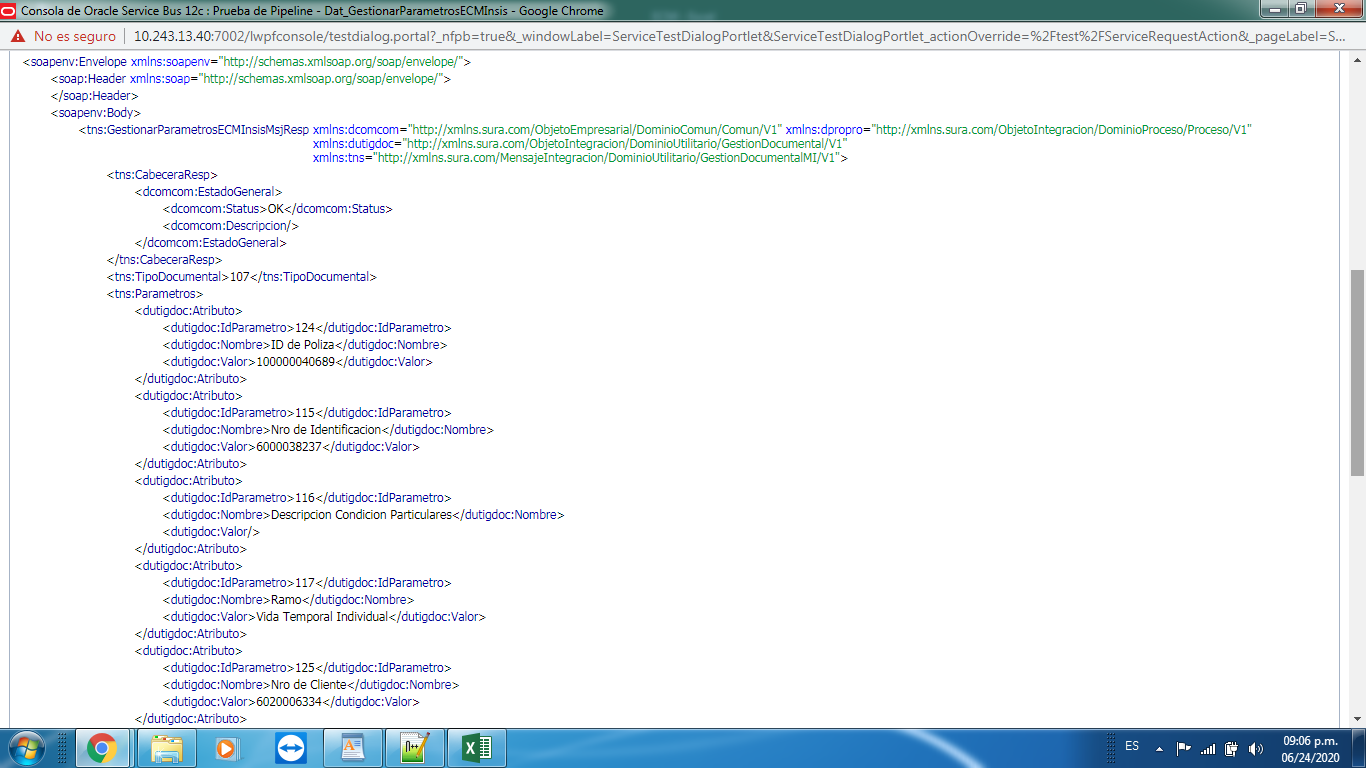 Consola de Oracle Service Bus 12c : Prueba de Pipeline - Dat_GestionarParametrosECMInsis - Google Chrome
No es seguro | 10.243.13.40:7002/lwpfconsole/testdialog.portal?_nfpb=true&_windowLabel=ServiceTestDialogPortlet&ServiceTestDialogPortlet_actionOverride=%2Ftest%2FServiceRequestAction&_pageLabel=S...
<soapenv:Envelope xmlns:soapenv="http://schemas.xmlsoap.org/soap/envelope/">
<soap:Header xmlns:soap="http://schemas.xmlsoap.org/soap/envelope/">
</soap:Header>
<soapenv:Body>
<tns:GestionarParametrosECMInsisMsjResp xmlns:dcomcom="http://xmlns.sura.com/ObjetoEmpresarial/DominioComun/Comun/V1" xmlns:dpropro="http://xmlns.sura.com/ObjetoIntegracion/DominioProceso/Proceso/V1"
xmlns:dutigdoc="http://xmlns.sura.com/ObjetoIntegracion/DominioUtilitario/GestionDocumental/V1"
xmlns:tns="http://xmlns.sura.com/MensajeIntegracion/DominioUtilitario/GestionDocumentalMI/V1">
<tns:CabeceraResp>
<dcomcom:EstadoGeneral>
<dcomcom:Status>OK</dcomcom:Status>
<dcomcom:Descripcion/>
</dcomcom:EstadoGeneral>
</tns:CabeceraResp>
<tns:TipoDocumental>107</tns:TipoDocumental>
<tns:Parametros>
<dutigdoc:Atributo>
<dutigdoc:IdParametro>124</dutigdoc:IdParametro>
<dutigdoc:Nombre>ID de Poliza</dutigdoc:Nombre>
<dutigdoc:Valor>100000040689</dutigdoc:Valor>
</dutigdoc:Atributo>
<dutigdoc:Atributo>
<dutigdoc:IdParametro>115</dutigdoc:IdParametro>
<dutigdoc:Nombre>Nro de Identificacion</dutigdoc:Nombre>
<dutigdoc:Valor>6000038237</dutigdoc:Valor>
</dutigdoc:Atributo>
<dutigdoc:Atributo>
<dutigdoc:IdParametro>116</dutigdoc:IdParametro>
<dutigdoc:Nombre>Descripcion Condicion Particulares</dutigdoc:Nombre>
<dutigdoc:Valor/>
</dutigdoc:Atributo>
<dutigdoc:Atributo>
<dutigdoc:IdParametro>117</dutigdoc:IdParametro>
<dutigdoc:Nombre>Ramo</dutigdoc:Nombre>
<dutigdoc:Valor>Vida Temporal Individual</dutigdoc:Valor>
</dutigdoc:Atributo>
<dutigdoc:Atributo>
<dutigdoc:IdParametro>125</dutigdoc:IdParametro>
<dutigdoc:Nombre>Nro de Cliente</dutigdoc:Nombre>
<dutigdoc:Valor>6020006334</dutigdoc:Valor>
</dutigdoc:Atributo>
ES
09:06 p.m.
06/24/2020